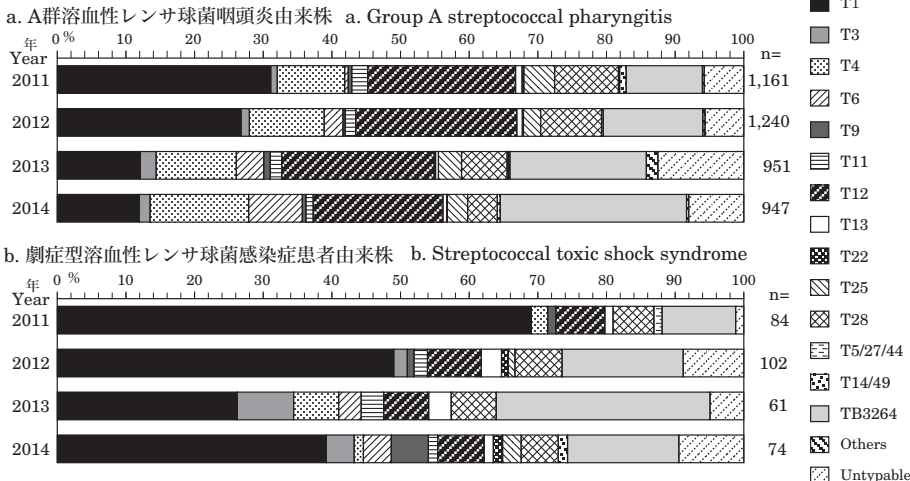 a. A群溶血性レンサ球菌咽頭炎由来株 a. Group A streptococcal pharyngitis
年 0 % 10 20 30 40 50 60 70 80 90 100
Year n=
2011 1,161
2012 1,240
2013 951
2014 947
b. 劇症型溶血性レンサ球菌感染症患者由来株 b. Streptococcal toxic shock syndrome
年 0 % 10 20 30 40 50 60 70 80 90 100
Year n=
2011 84
2012 102
2013 61
2014 74
T1
T3
T4
T6
T9
T11
T12
T13
T22
T25
T28
T5/27/44
T14/49
TB3264
Others
Untypable